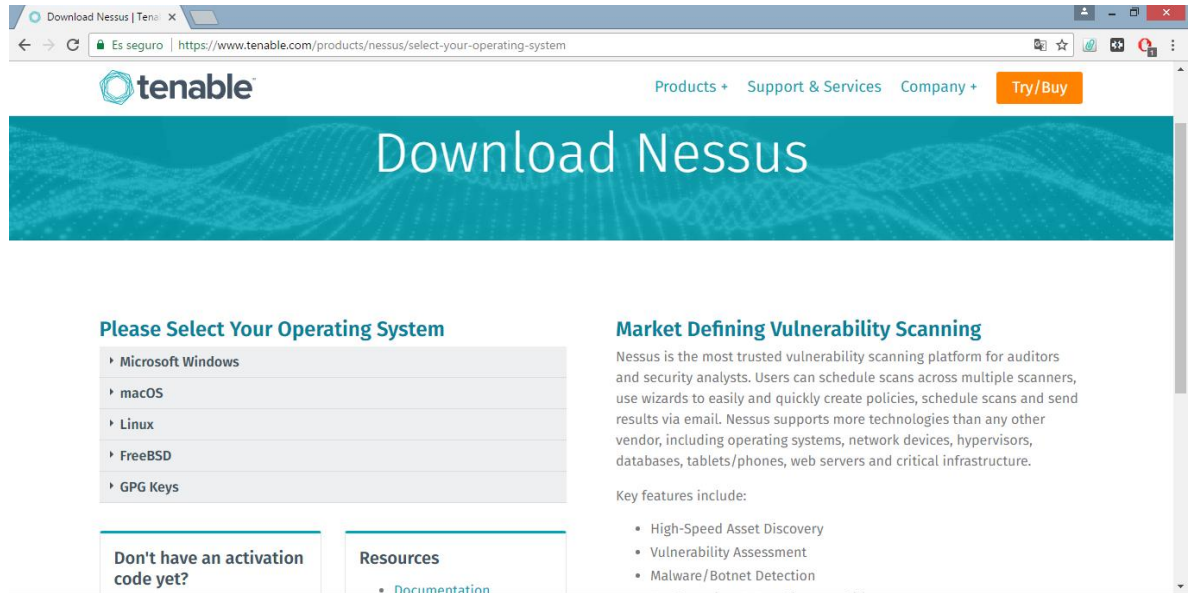 Download Nessus | Tena
Es seguro | https://www.tenable.com/products/nessus/select-your-operating-system
1
tenable
Products +
Support & Services
Company +
Try/Buy
Download Nessus
Please Select Your Operating System
Microsoft Windows
macOS
Linux
FreeBSD
GPG Keys
Don't have an activation
code yet?
Resources
• Documentation
Market Defining Vulnerability Scanning
Nessus is the most trusted vulnerability scanning platform for auditors
and security analysts. Users can schedule scans across multiple scanners,
use wizards to easily and quickly create policies, schedule scans and send
results via email. Nessus supports more technologies than any other
vendor, including operating systems, network devices, hypervisors,
databases, tablets/phones, web servers and critical infrastructure.
Key features include:
• High-Speed Asset Discovery
• Vulnerability Assessment
• Malware/Botnet Detection